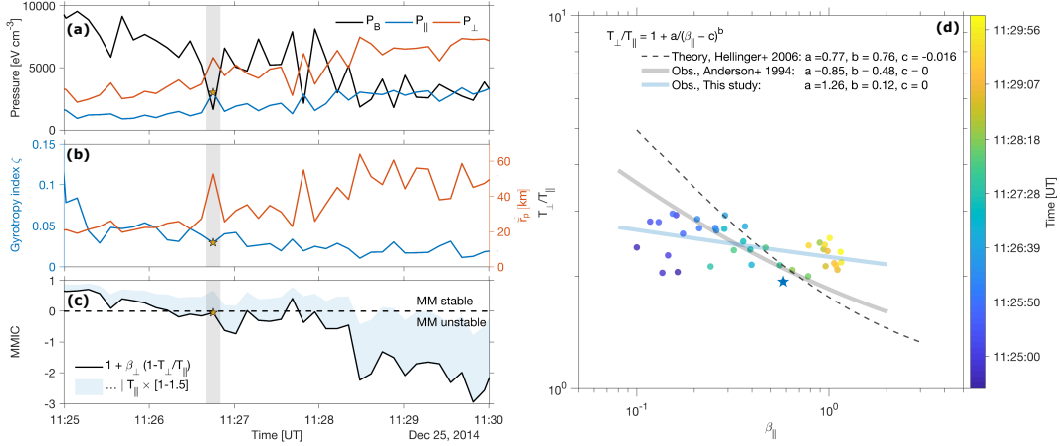 (a)
P_B P_∥ P_⊥
10000
5000
0
Pressure [eV cm⁻³]
(b)
0.15
0.1
0.05
0
Gyrotropy index ζ
60
40
20
0
r̃_p [km]
(c)
1
0
-1
-2
-3
MMIC
MM stable
MM unstable
1 + β_⊥ (1-T_⊥/T_∥)
... | T_∥ × [1-1.5]
11:25 11:26 11:27 11:28 11:29 11:30
Time [UT]
Dec 25, 2014
(d)
T_⊥/T_∥ = 1 + a/(β_∥ – c)^b
Theory, Hellinger+ 2006: a =0.77, b = 0.76, c = -0.016
Obs., Anderson+ 1994: a –0.85, b – 0.48, c – 0
Obs., This study: a =1.26, b = 0.12, c = 0
10¹
10⁰
T_⊥/T_∥
10⁻¹ 10⁰
β_∥
11:29:56
11:29:07
11:28:18
11:27:28
11:26:39
11:25:50
11:25:00
Time [UT]